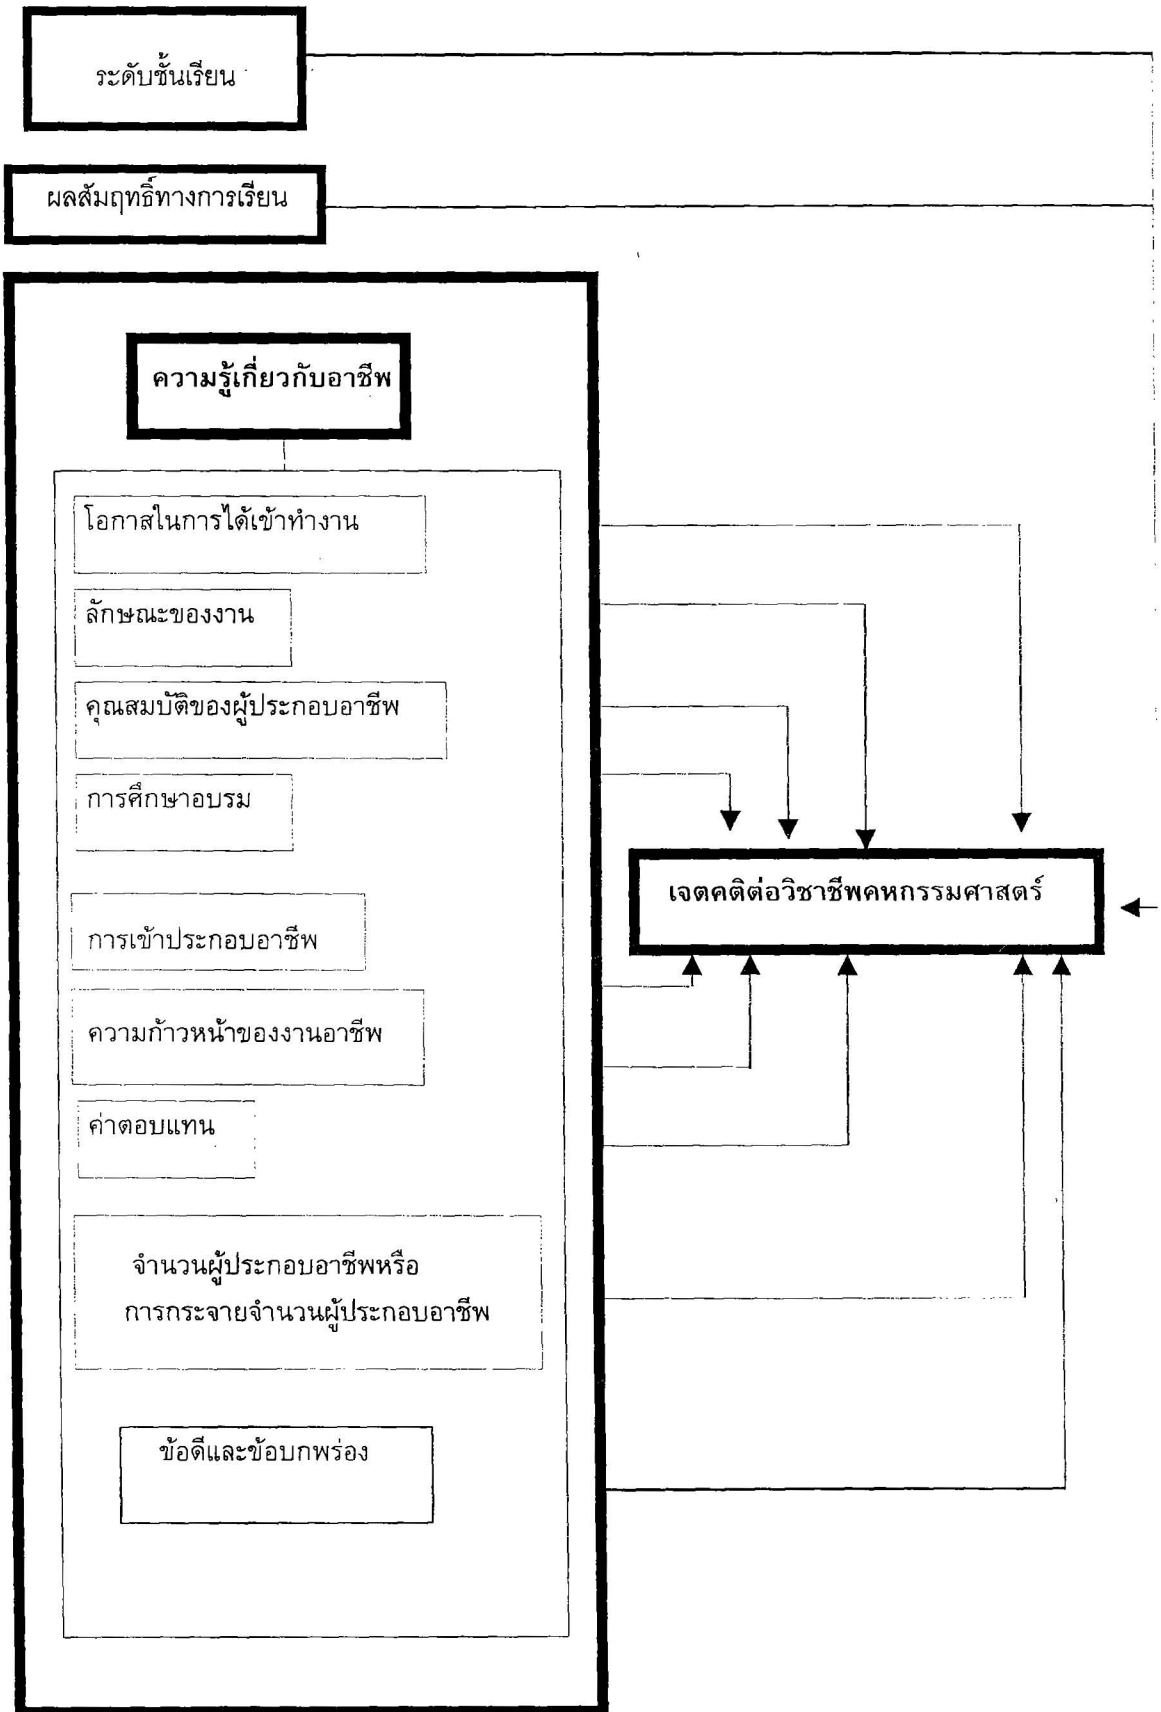 ระดับชั้นเรียน
ผลสัมฤทธิ์ทางการเรียน
ความรู้เกี่ยวกับอาชีพ
โอกาสในการได้เข้าทำงาน
ลักษณะของงาน
คุณสมบัติของผู้ประกอบอาชีพ
การศึกษาอบรม
การเข้าประกอบอาชีพ
ความก้าวหน้าของงานอาชีพ
ค่าตอบแทน
จำนวนผู้ประกอบอาชีพหรือ
การกระจายจำนวนผู้ประกอบอาชีพ
ข้อดีและข้อบกพร่อง
เจตคติต่อวิชาชีพคหกรรมศาสตร์